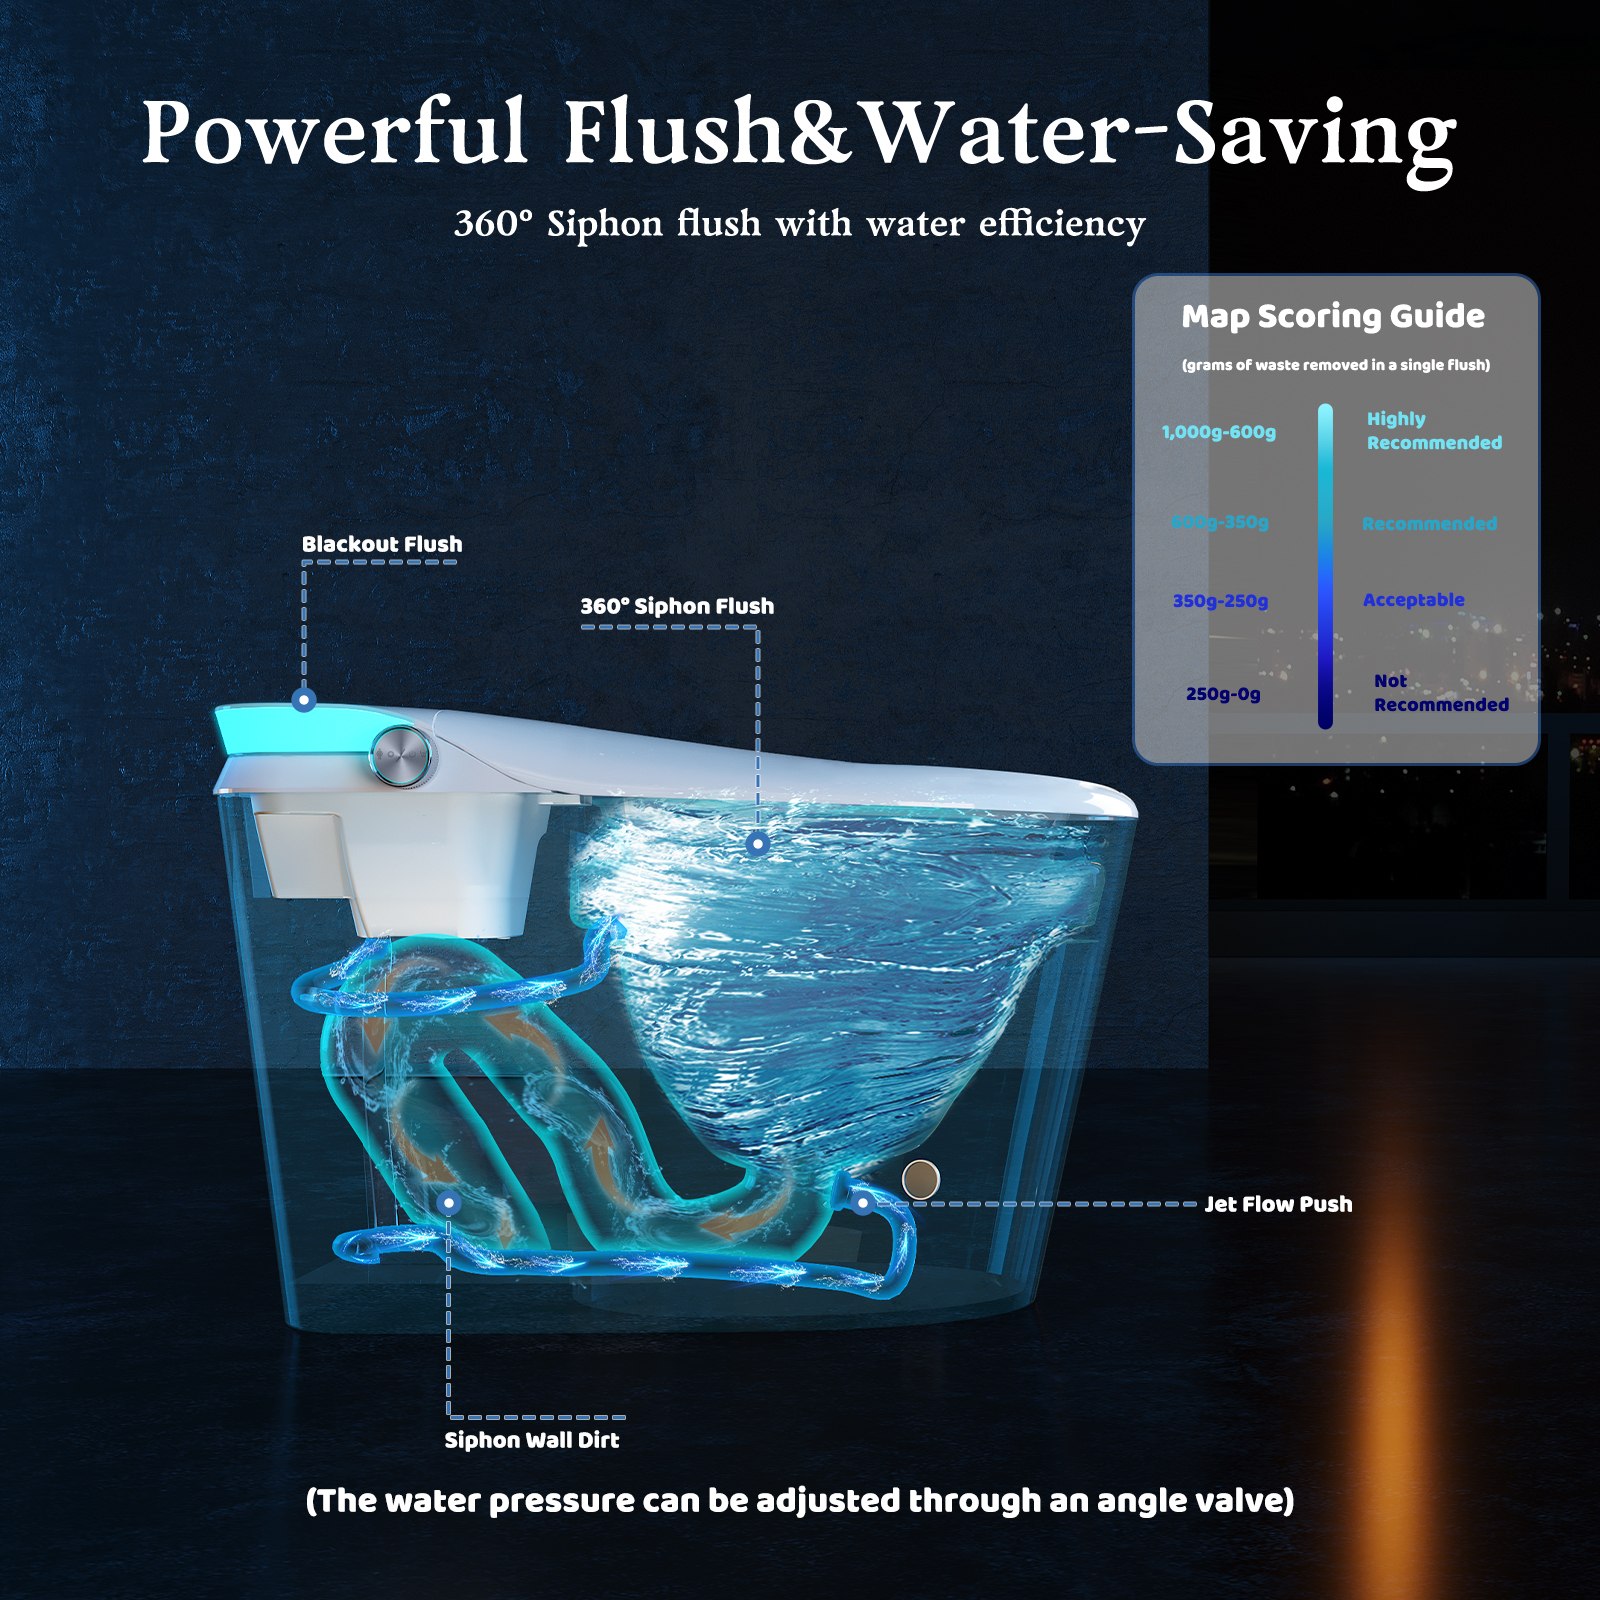 Powerful Flush&Water-Saving
360° Siphon flush with water efficiency
Map Scoring Guide
(grams of waste removed in a single flush)
1,000g-600g
Highly
Recommended
600g-350g
Recommended
350g-250g
Acceptable
250g-0g
Not
Recommended
Blackout Flush
360° Siphon Flush
Jet Flow Push
Siphon Wall Dirt
(The water pressure can be adjusted through an angle valve)